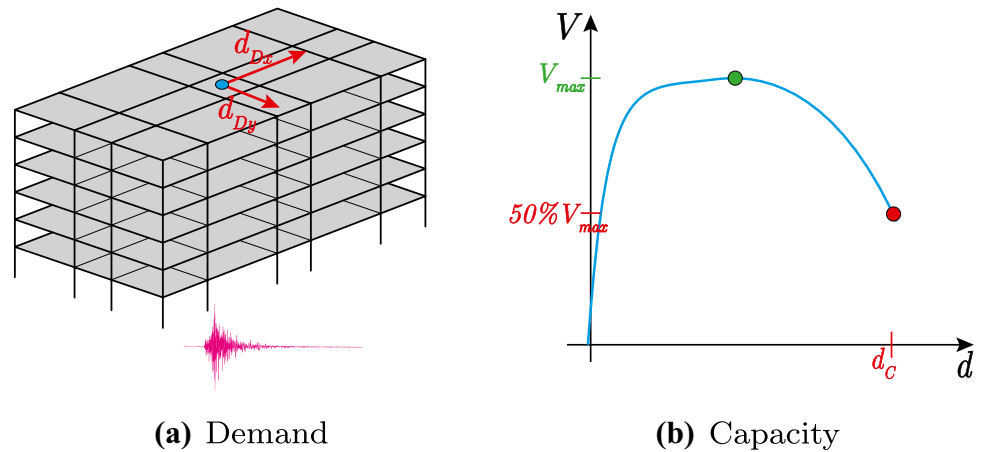 d_Dx
d_Dy
V
V_max
50%V_max
d_C
d
(a) Demand
(b) Capacity